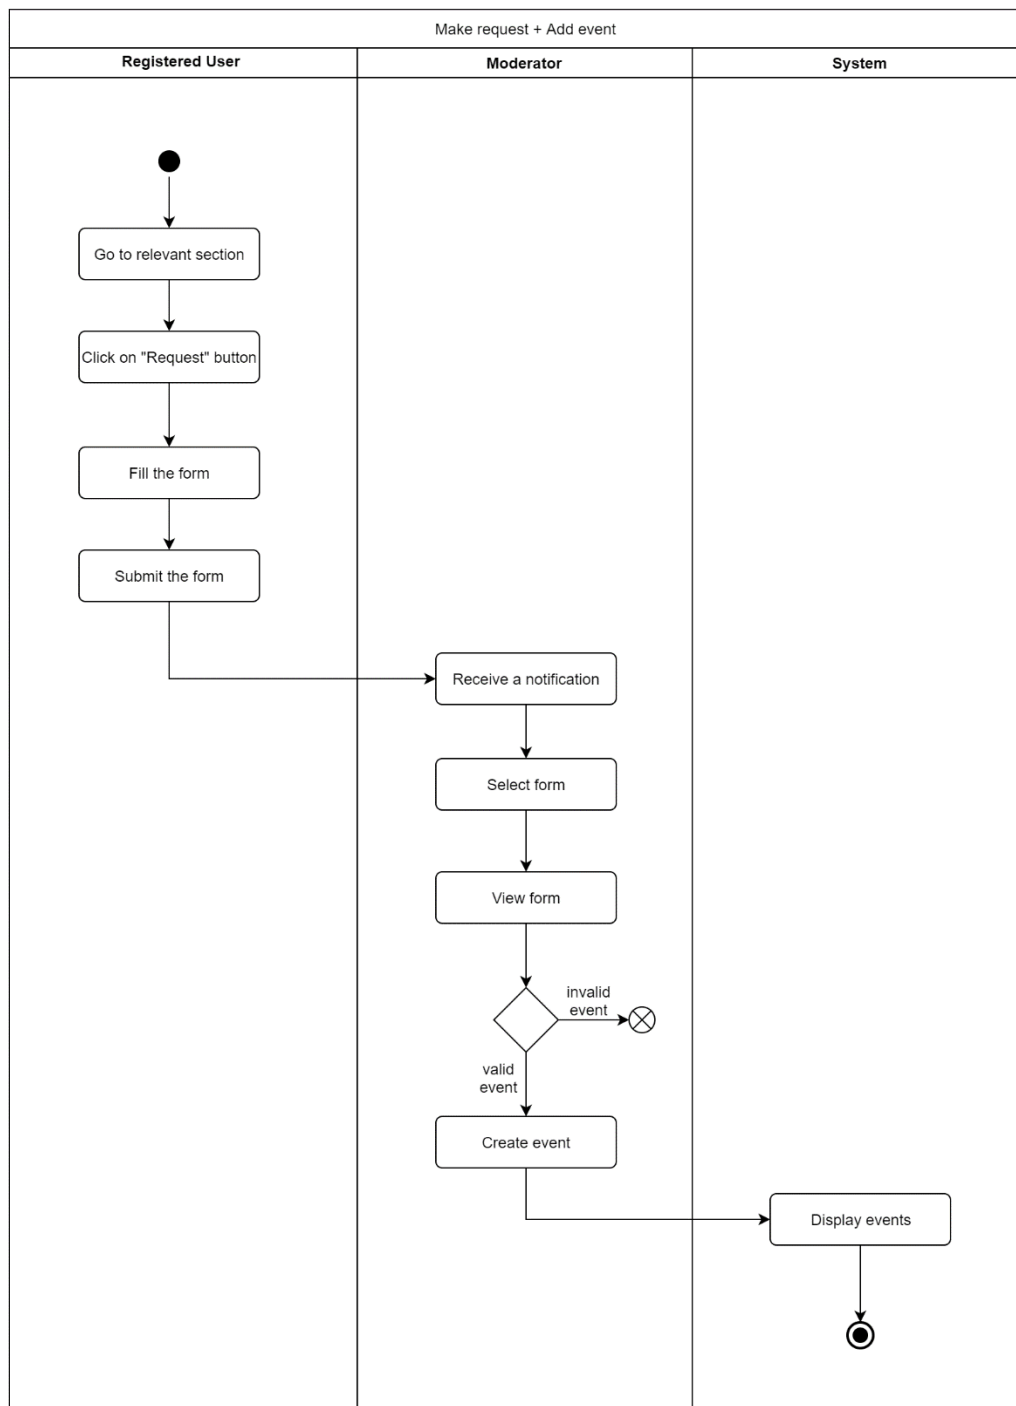 Make request + Add event
Registered User
Moderator
System
Go to relevant section
Click on "Request" button
Fill the form
Submit the form
Receive a notification
Select form
View form
invalid
event
valid
event
Create event
Display events